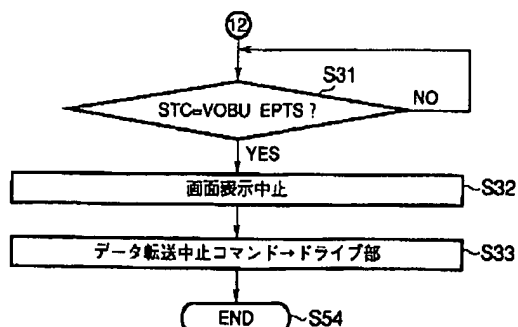 12
S31
STC=VOBU EPTS ?
NO
YES
画面表示中止
S32
データ転送中止コマンド→ドライブ部
S33
END
S54